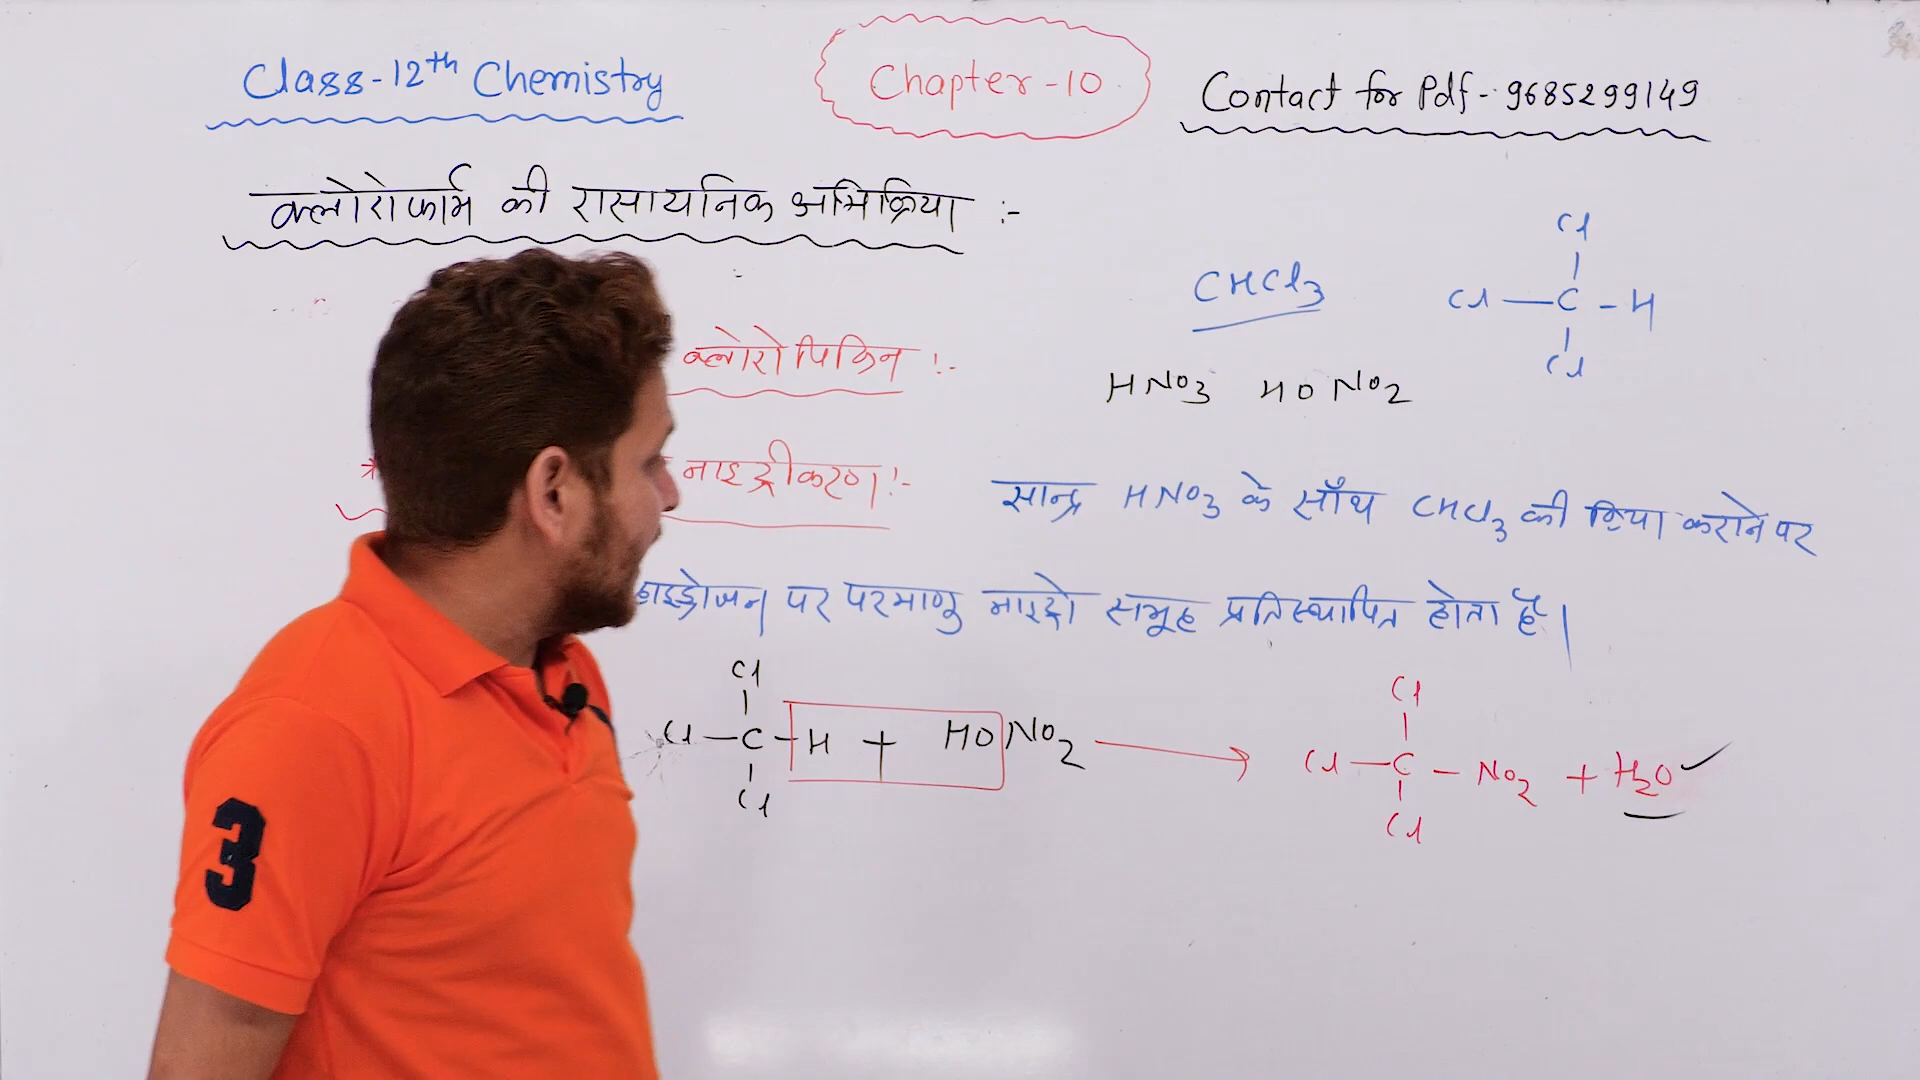 Class-12th Chemistry
Chapter-10
Contact for Pdf-9685299149
क्लोरोफार्म की रासायनिक अभिक्रिया :-
CHCl3
Cl
|
Cl — C - H
|
Cl
क्लोरोपिक्रिन :-
HNO3 HONO2
*
नाइट्रीकरण :-
सान्द्र HNO3 के साँथ CHCl3 की क्रिया कराने पर
हाइड्रोजन पर परमाणु नाइट्रो समूह प्रतिस्थापित होता है।
Cl
|
Cl — C - H + HONO2 ⟶
|
Cl
Cl
|
Cl — C - NO2 + H2O ✓
|
Cl
3